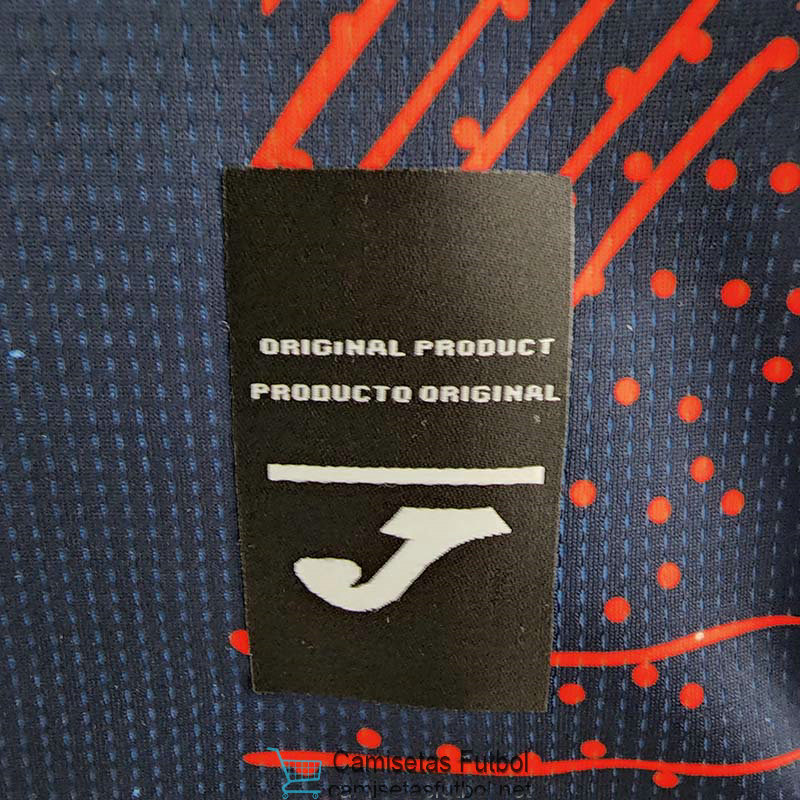 ORIGINAL PRODUCT
PRODUCTO ORIGINAL
J
Camisetas Futbol
camisetasfutbol.net